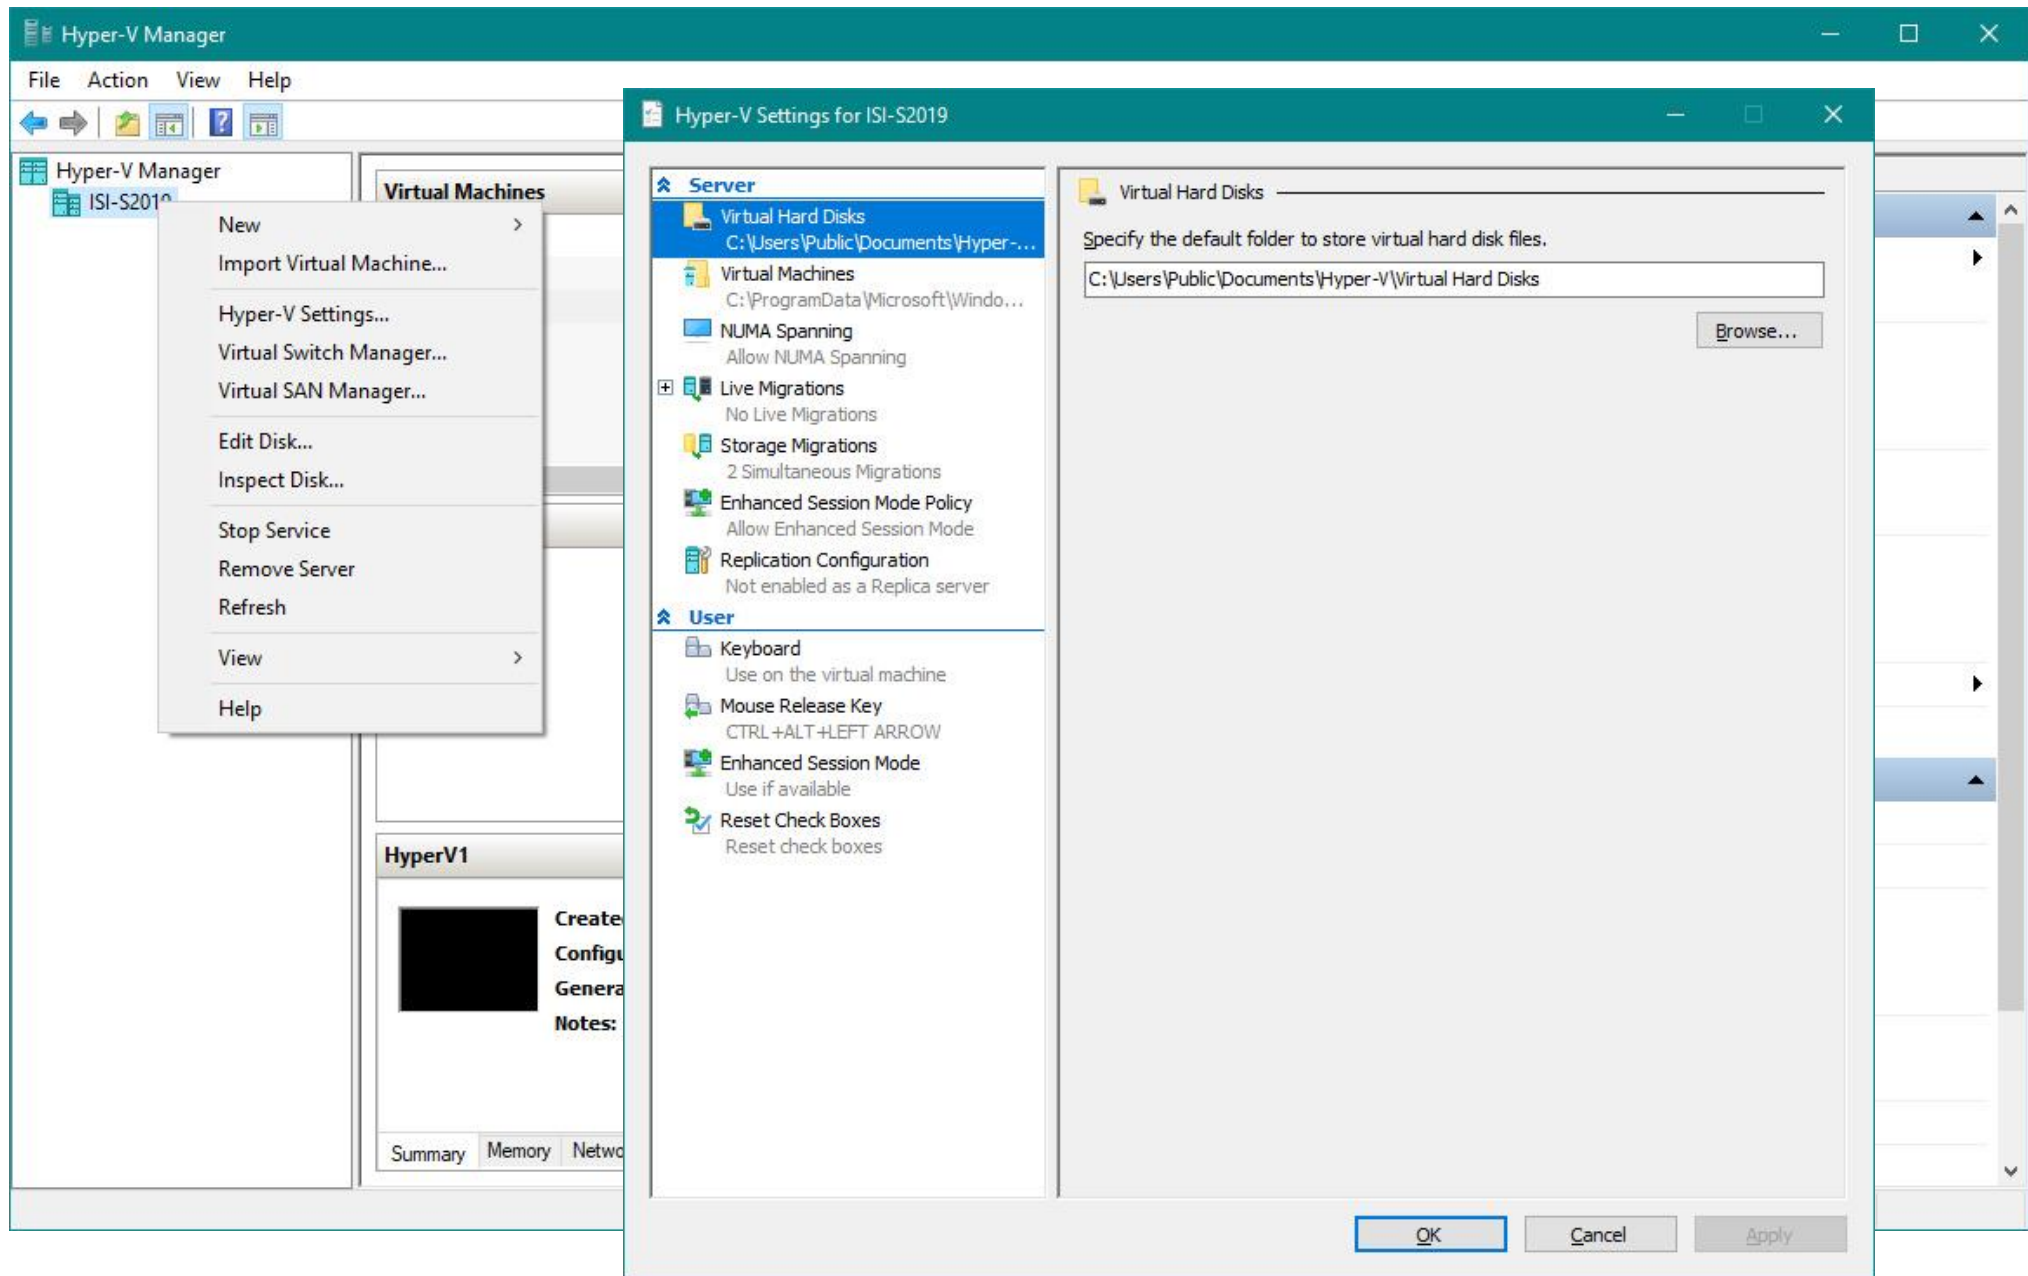 Hyper-V Manager
File Action View Help
Hyper-V Manager
ISI-S2019
New
Import Virtual Machine...
Hyper-V Settings...
Virtual Switch Manager...
Virtual SAN Manager...
Edit Disk...
Inspect Disk...
Stop Service
Remove Server
Refresh
View
Help
Virtual Machines
HyperV1
Create
Configu
Genera
Notes:
Summary Memory Netwo
Hyper-V Settings for ISI-S2019
Server
Virtual Hard Disks
C:\Users\Public\Documents\Hyper-...
Virtual Machines
C:\ProgramData\Microsoft\Windo...
NUMA Spanning
Allow NUMA Spanning
Live Migrations
No Live Migrations
Storage Migrations
2 Simultaneous Migrations
Enhanced Session Mode Policy
Allow Enhanced Session Mode
Replication Configuration
Not enabled as a Replica server
User
Keyboard
Use on the virtual machine
Mouse Release Key
CTRL+ALT+LEFT ARROW
Enhanced Session Mode
Use if available
Reset Check Boxes
Reset check boxes
Virtual Hard Disks
Specify the default folder to store virtual hard disk files.
C:\Users\Public\Documents\Hyper-V\Virtual Hard Disks
Browse...
OK Cancel Apply